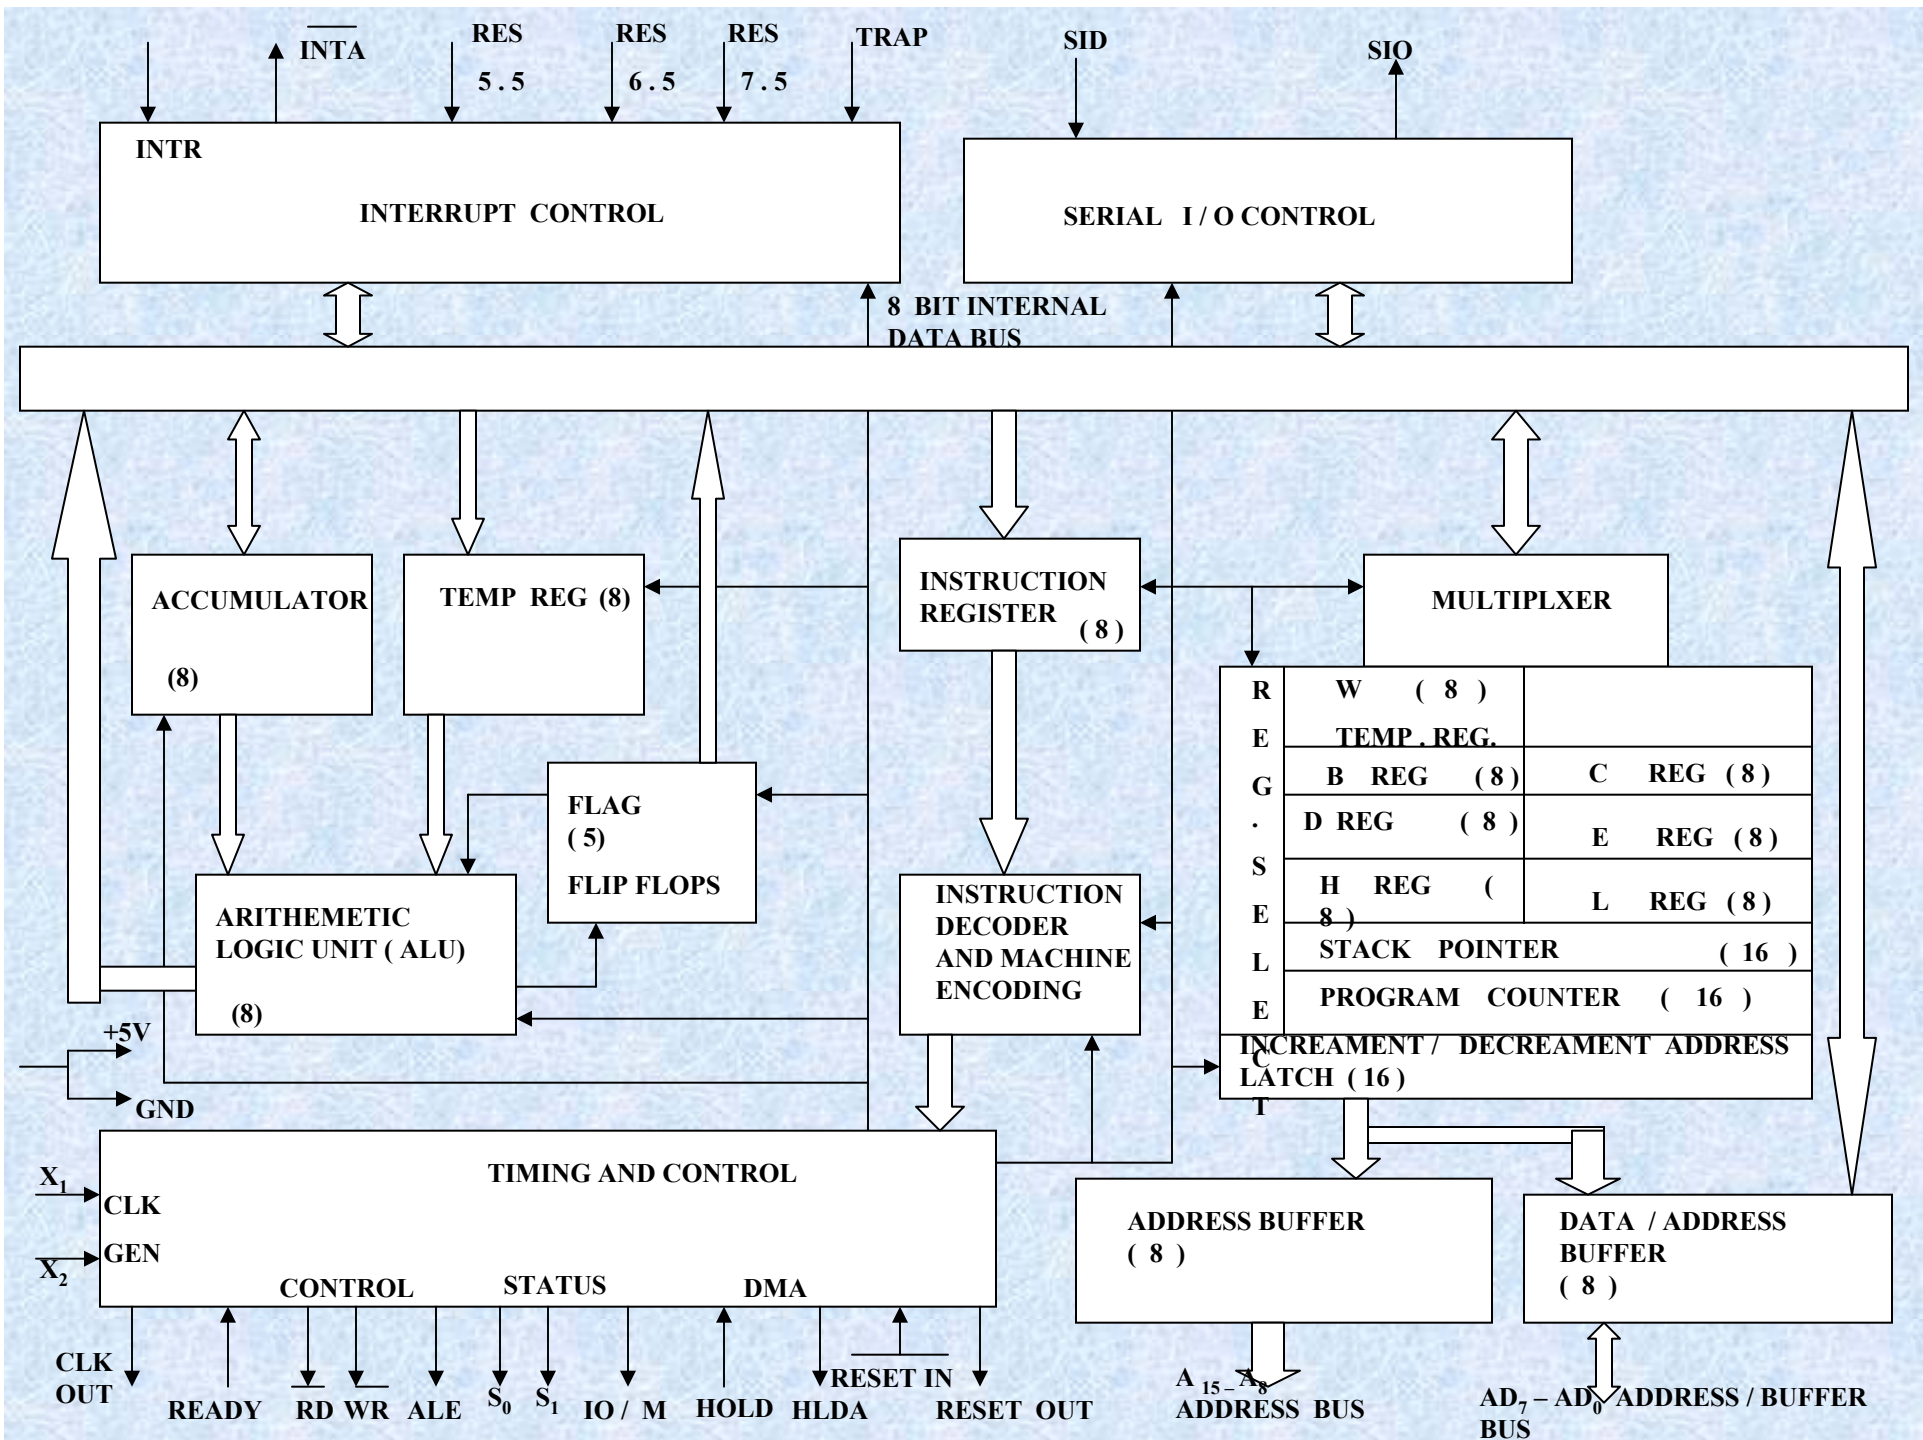 INTA
RES
5 . 5
RES
6 . 5
RES
7 . 5
TRAP
SID
SIO
INTR
INTERRUPT CONTROL
SERIAL I / O CONTROL
8 BIT INTERNAL
DATA BUS
ACCUMULATOR
(8)
TEMP REG (8)
INSTRUCTION
REGISTER
( 8 )
MULTIPLXER
R
E
G
.
S
E
L
E
C
T
W ( 8 )
TEMP . REG.
B REG ( 8 )
C REG ( 8 )
D REG ( 8 )
E REG ( 8 )
H REG (
8 )
L REG ( 8 )
STACK POINTER ( 16 )
PROGRAM COUNTER ( 16 )
INCREAMENT / DECREAMENT ADDRESS
LATCH ( 16 )
FLAG
( 5 )
FLIP FLOPS
ARITHEMETIC
LOGIC UNIT ( ALU)
(8)
INSTRUCTION
DECODER
AND MACHINE
ENCODING
+5V
GND
TIMING AND CONTROL
X1
CLK
GEN
X2
CONTROL
STATUS
DMA
ADDRESS BUFFER
( 8 )
DATA / ADDRESS
BUFFER
( 8 )
CLK
OUT
READY
RD
WR
ALE
S0
S1
IO / M
HOLD
HLDA
RESET IN
RESET OUT
A 15 – A8
ADDRESS BUS
AD7 – AD0 ADDRESS / BUFFER
BUS